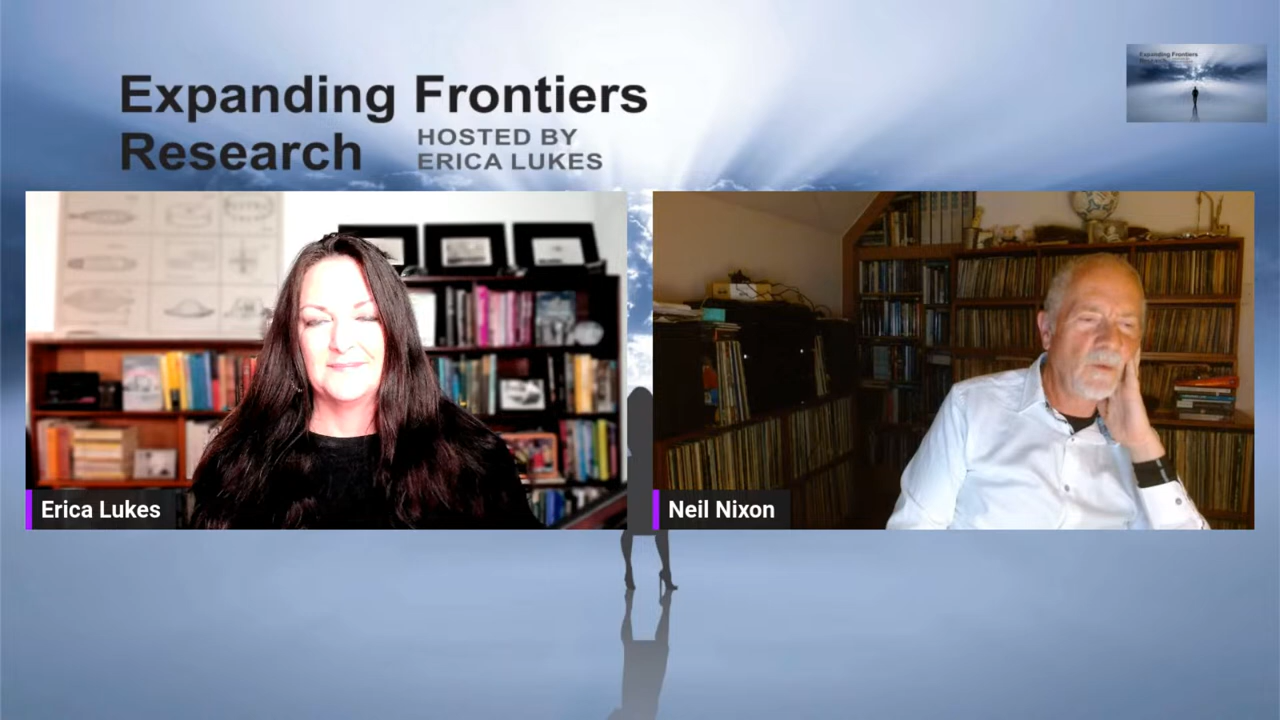 Expanding Frontiers
Research
HOSTED BY
ERICA LUKES
Expanding Frontiers
Erica Lukes
Neil Nixon